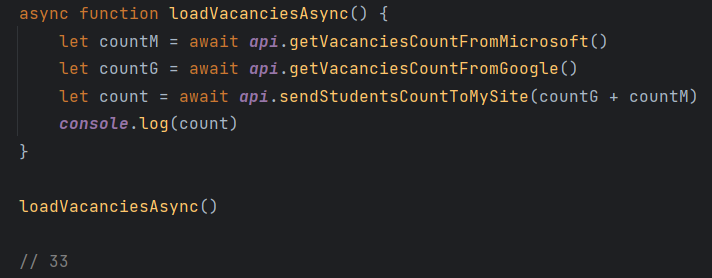 async function loadVacanciesAsync() {
    let countM = await api.getVacanciesCountFromMicrosoft()
    let countG = await api.getVacanciesCountFromGoogle()
    let count = await api.sendStudentsCountToMySite(countG + countM)
    console.log(count)
}

loadVacanciesAsync()

// 33